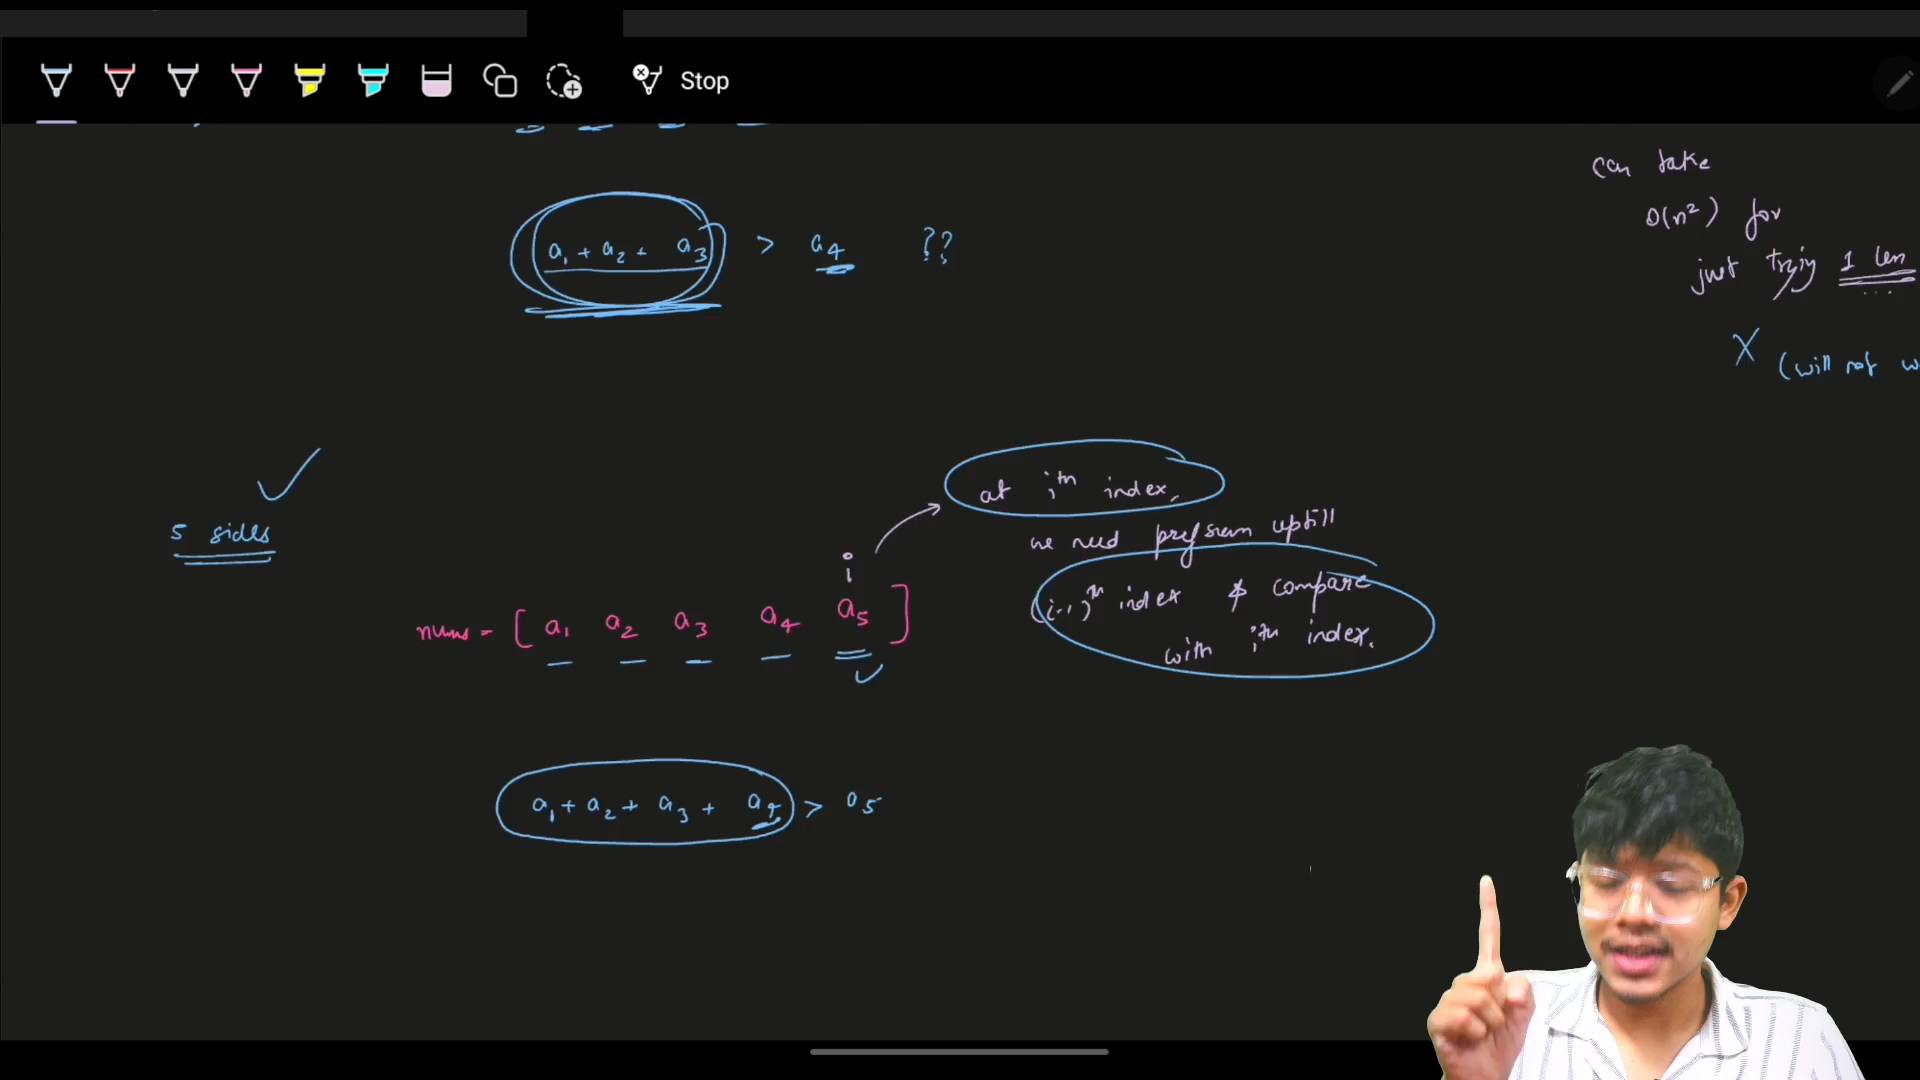 Stop
can take
O(n²) for
just trying 1 len
X (will not w
a₁ + a₂ + a₃ > a₄ ??
✓
5 sides
at iᵗʰ index,
we need prefsum uptill
(i-1)ᵗʰ index & compare
with iᵗʰ index.
i
nums = [ a₁ a₂ a₃ a₄ a₅ ]
✓
a₁ + a₂ + a₃ + a₄ > a₅